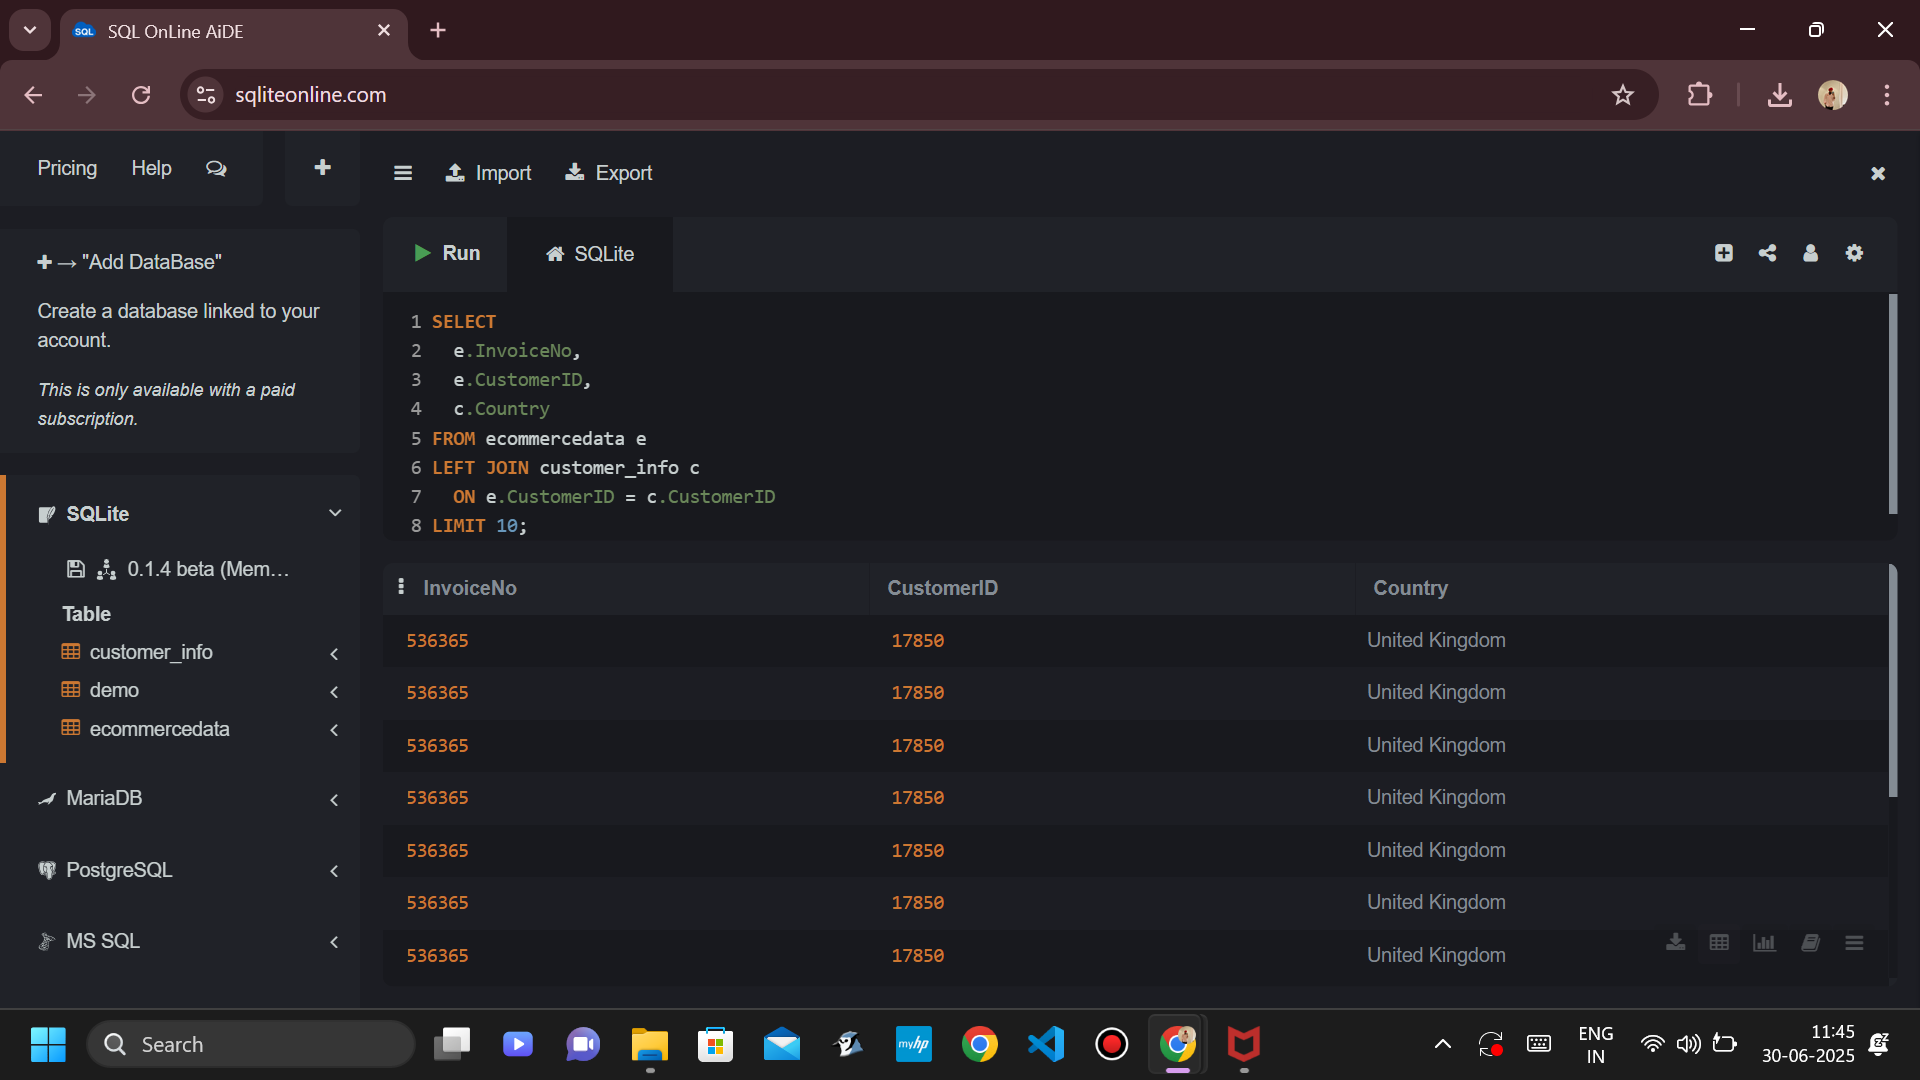 SQL OnLine AiDE
sqliteonline.com
Pricing Help
Import Export
"Add DataBase"
Create a database linked to your
account.
This is only available with a paid
subscription.
SQLite
0.1.4 beta (Mem...
Table
customer_info
demo
ecommercedata
MariaDB
PostgreSQL
MS SQL
Run SQLite
1 SELECT
2 e.InvoiceNo,
3 e.CustomerID,
4 c.Country
5 FROM ecommercedata e
6 LEFT JOIN customer_info c
7 ON e.CustomerID = c.CustomerID
8 LIMIT 10;
InvoiceNo CustomerID Country
536365 17850 United Kingdom
536365 17850 United Kingdom
536365 17850 United Kingdom
536365 17850 United Kingdom
536365 17850 United Kingdom
536365 17850 United Kingdom
536365 17850 United Kingdom
Search
myhp
ENG
IN
11:45
30-06-2025